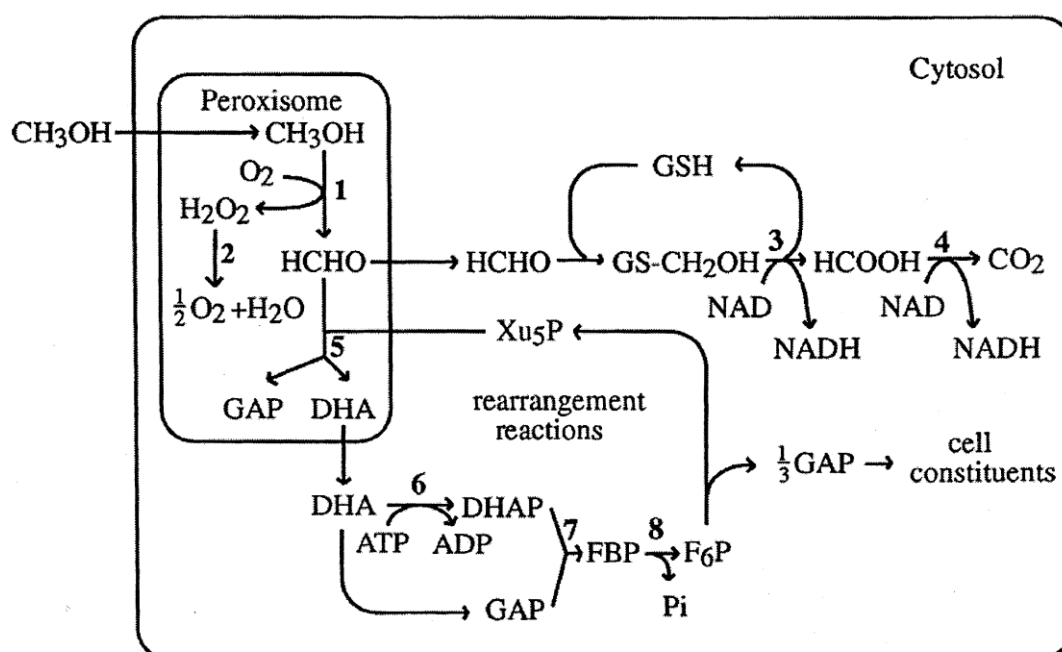 Cytosol
Peroxisome
CH3OH
CH3OH
O2
1
H2O2
2
HCHO
½O2+H2O
5
GAP
DHA
GSH
HCHO
GS-CH2OH
3
HCOOH
4
CO2
NAD
NADH
NAD
NADH
Xu5P
rearrangement
reactions
⅓GAP
cell
constituents
DHA
6
DHAP
ATP
ADP
7
FBP
8
F6P
GAP
Pi